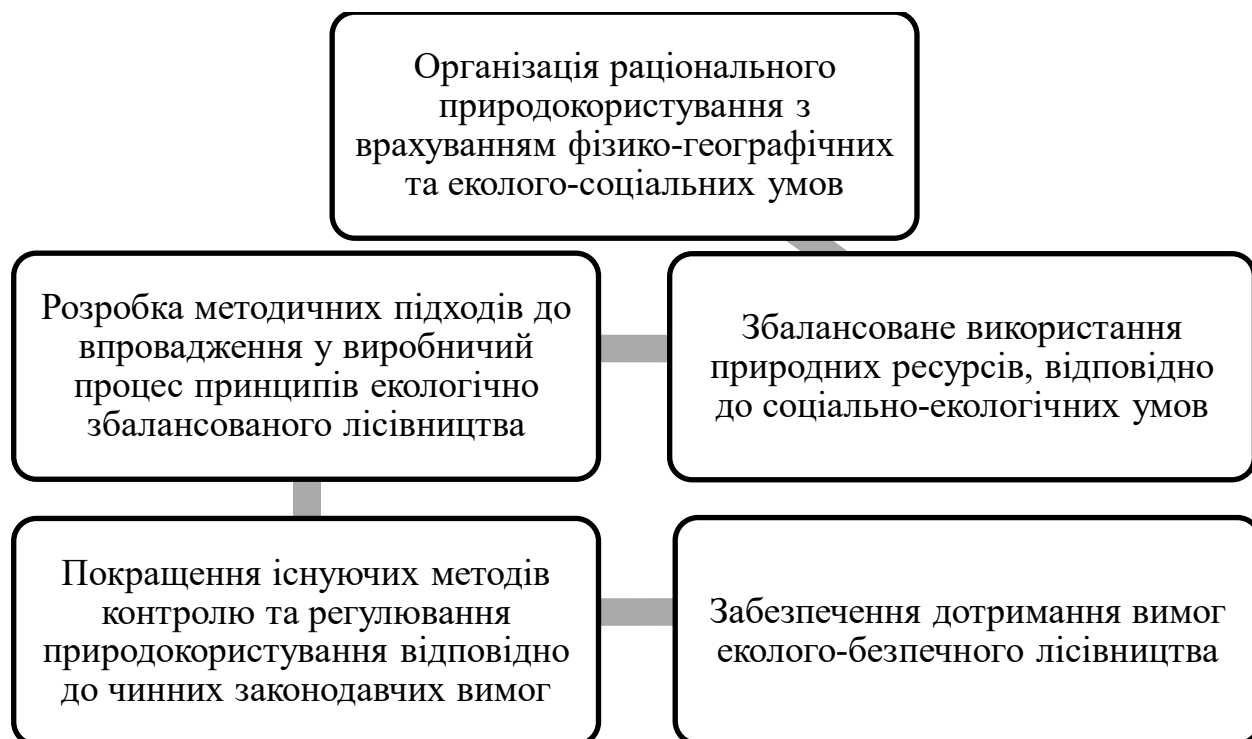 Організація раціонального
природокористування з
врахуванням фізико-географічних
та еколого-соціальних умов
Розробка методичних підходів до
впровадження у виробничий
процес принципів екологічно
збалансованого лісівництва
Збалансоване використання
природних ресурсів, відповідно
до соціально-екологічних умов
Покращення існуючих методів
контролю та регулювання
природокористування відповідно
до чинних законодавчих вимог
Забезпечення дотримання вимог
еколого-безпечного лісівництва